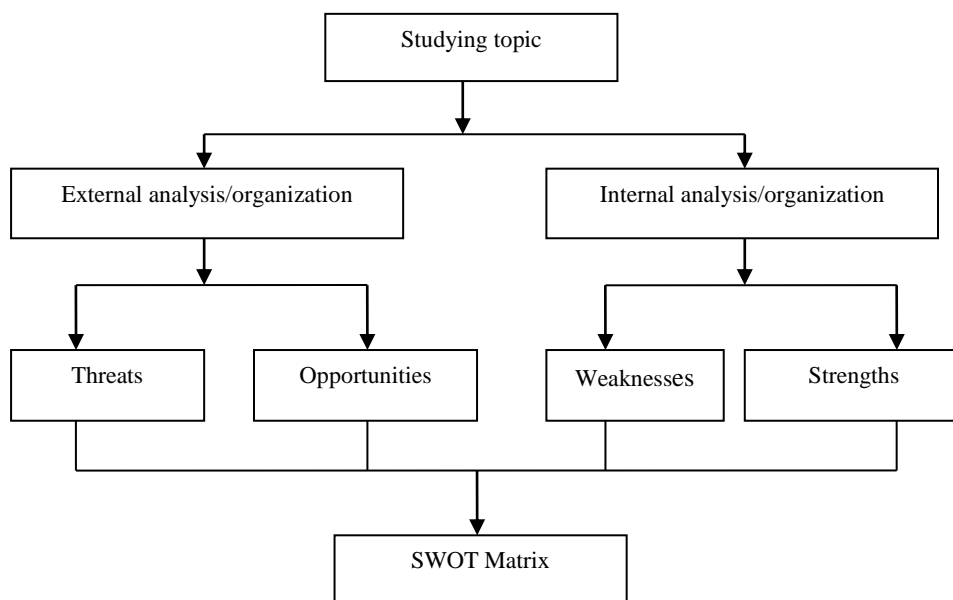 Studying topic
External analysis/organization
Internal analysis/organization
Threats
Opportunities
Weaknesses
Strengths
SWOT Matrix